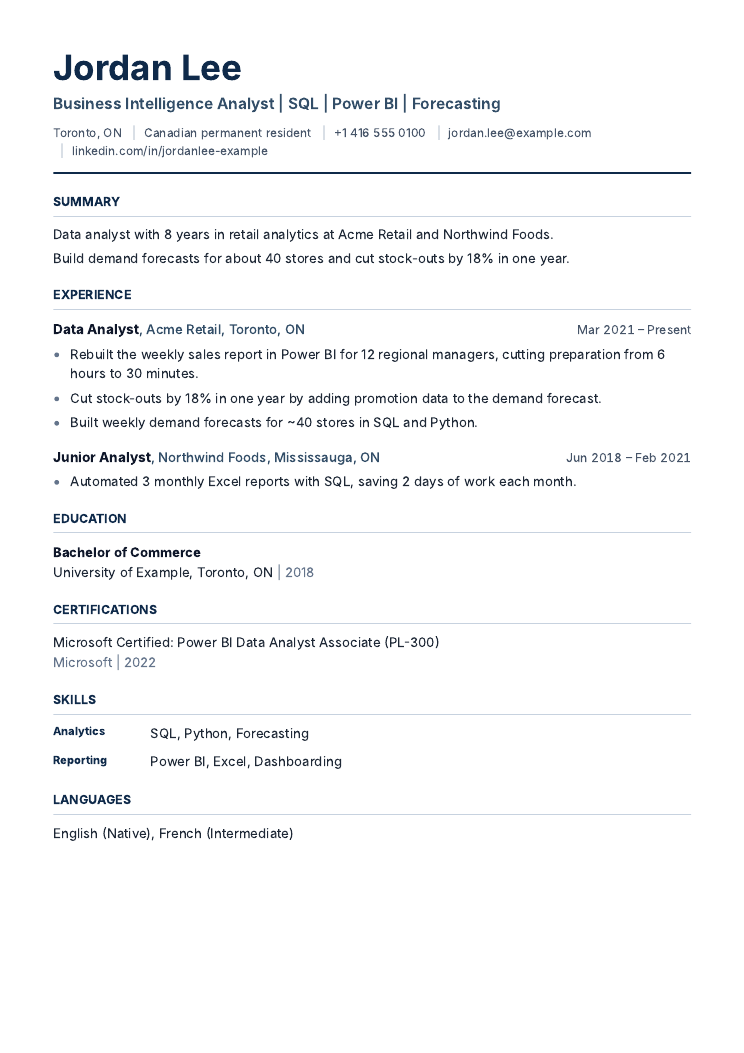 Jordan Lee
Business Intelligence Analyst | SQL | Power BI | Forecasting
Toronto, ON | Canadian permanent resident | +1 416 555 0100 | jordan.lee@example.com
| linkedin.com/in/jordanlee-example
SUMMARY
Data analyst with 8 years in retail analytics at Acme Retail and Northwind Foods.
Build demand forecasts for about 40 stores and cut stock-outs by 18% in one year.
EXPERIENCE
Data Analyst, Acme Retail, Toronto, ON Mar 2021 – Present
• Rebuilt the weekly sales report in Power BI for 12 regional managers, cutting preparation from 6
hours to 30 minutes.
• Cut stock-outs by 18% in one year by adding promotion data to the demand forecast.
• Built weekly demand forecasts for ~40 stores in SQL and Python.
Junior Analyst, Northwind Foods, Mississauga, ON Jun 2018 – Feb 2021
• Automated 3 monthly Excel reports with SQL, saving 2 days of work each month.
EDUCATION
Bachelor of Commerce
University of Example, Toronto, ON | 2018
CERTIFICATIONS
Microsoft Certified: Power BI Data Analyst Associate (PL-300)
Microsoft | 2022
SKILLS
Analytics SQL, Python, Forecasting
Reporting Power BI, Excel, Dashboarding
LANGUAGES
English (Native), French (Intermediate)